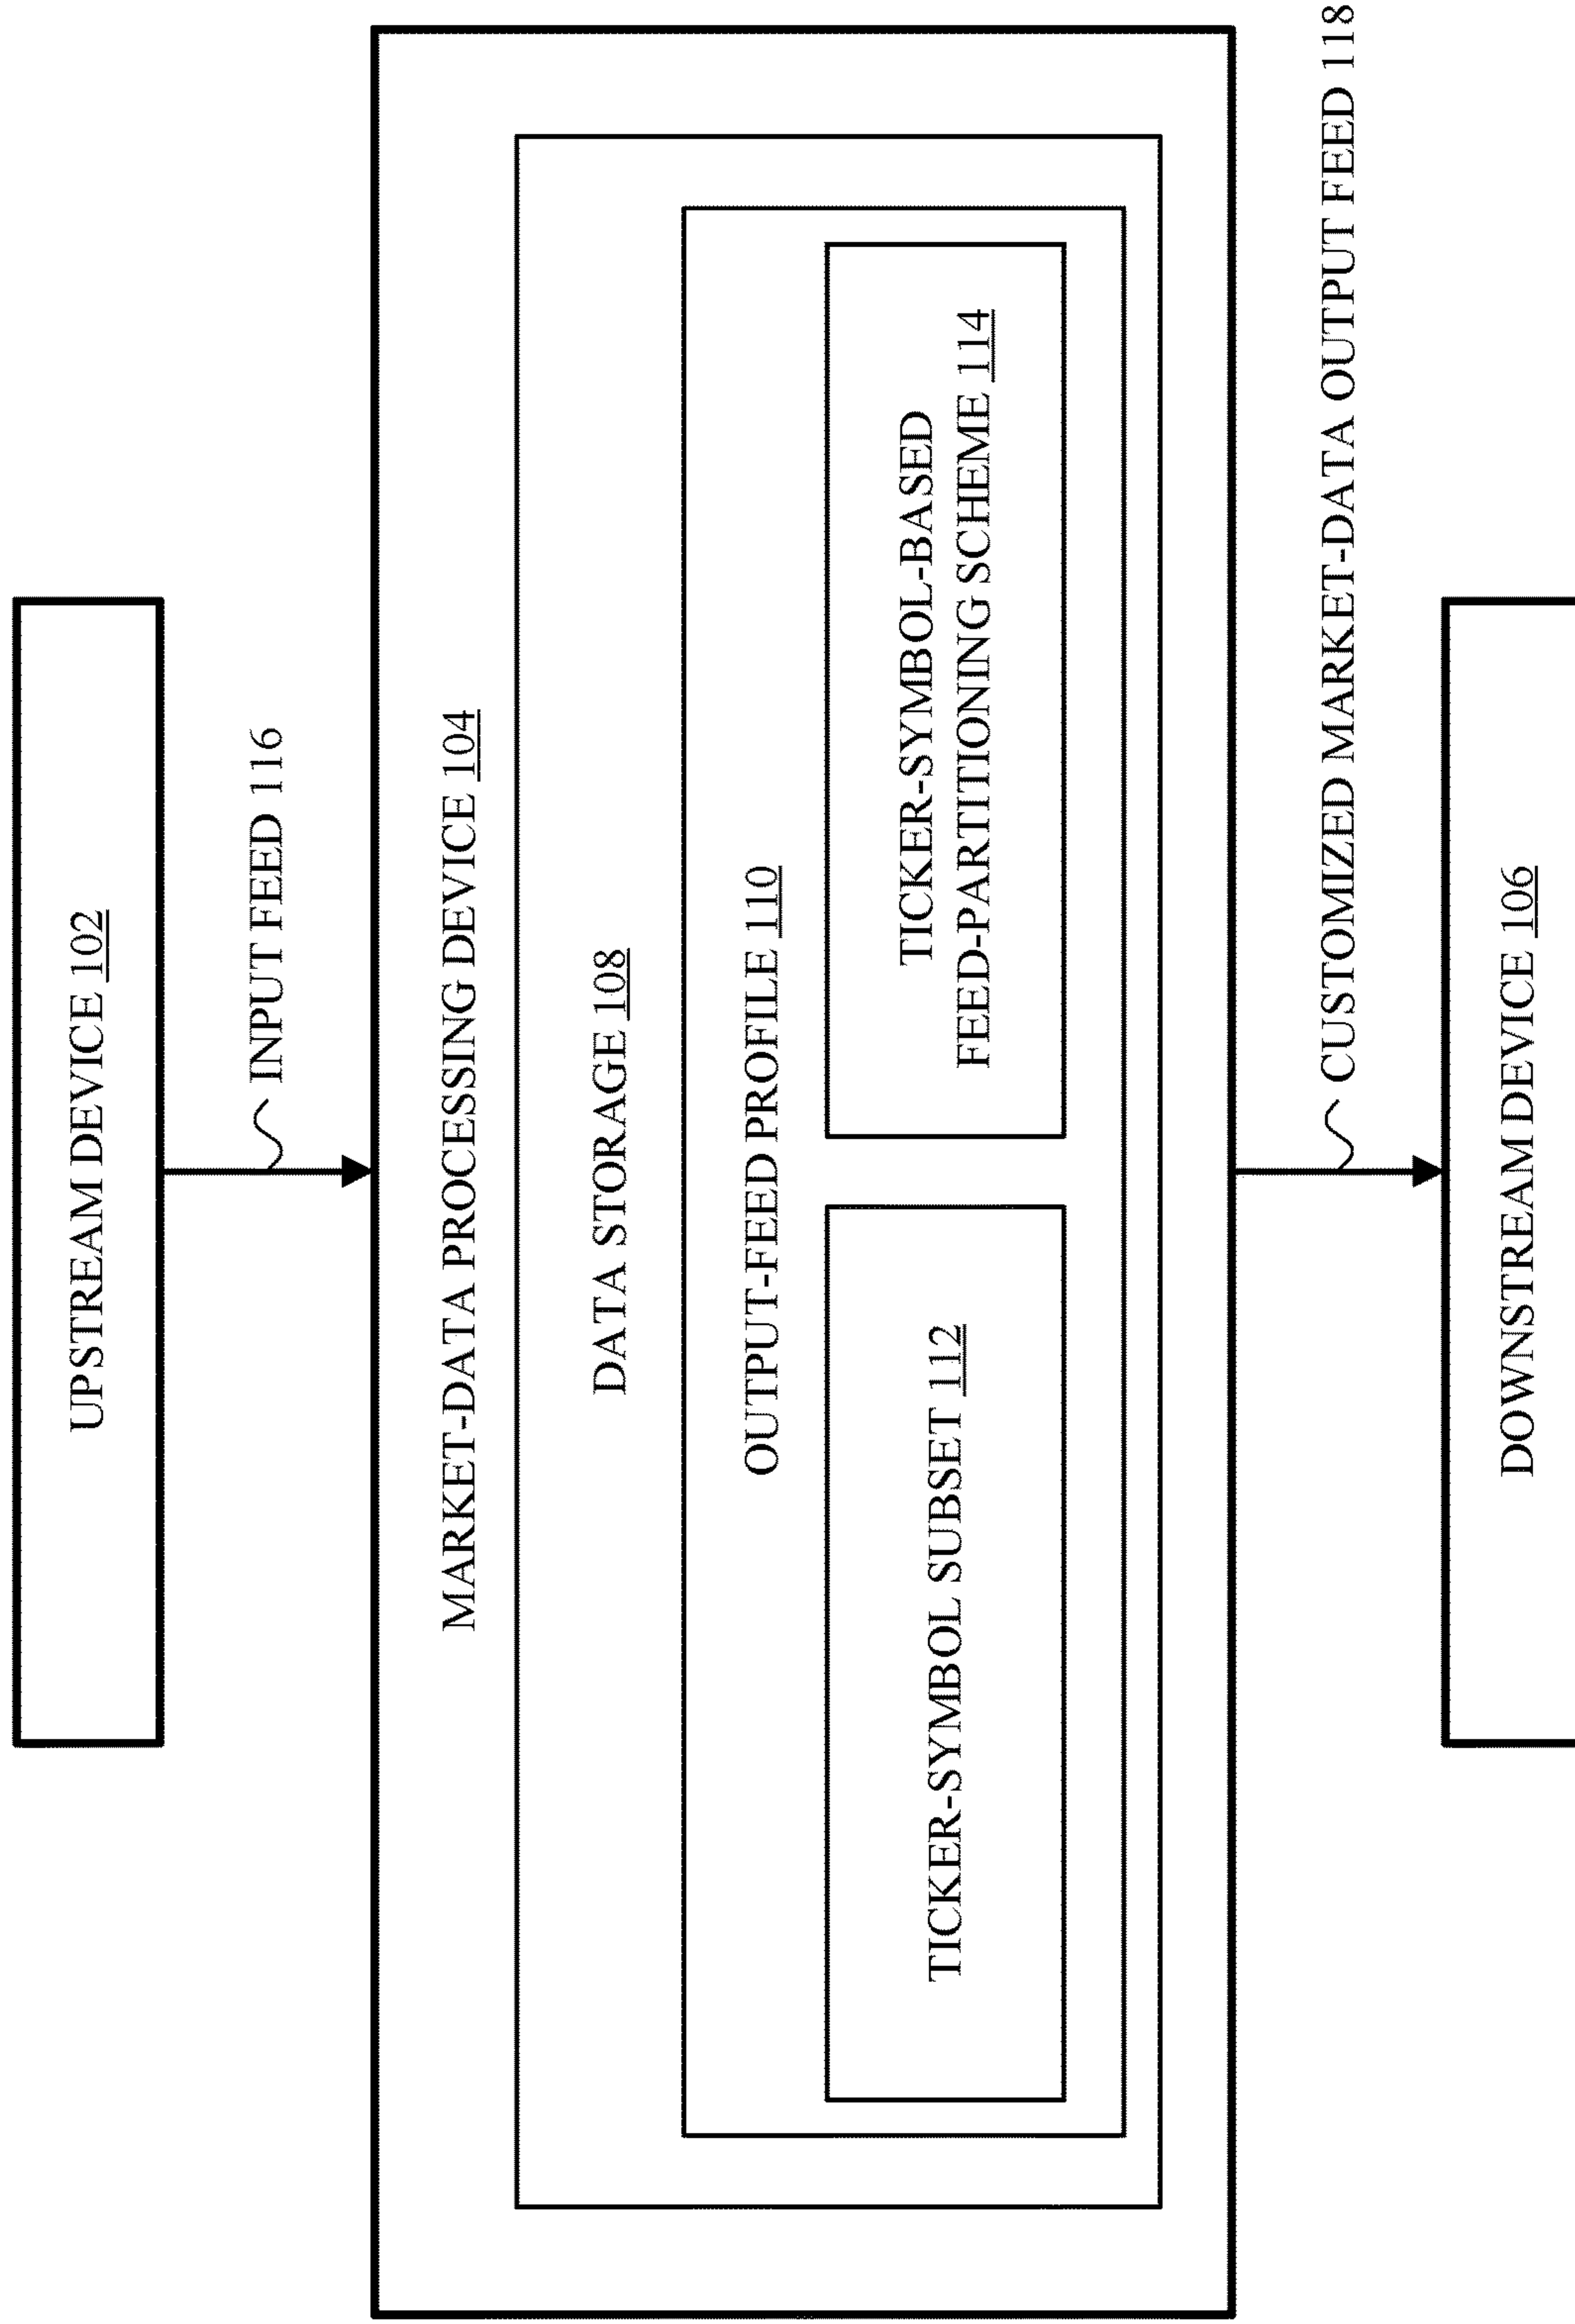 UPSTREAM DEVICE 102
INPUT FEED 116
MARKET-DATA PROCESSING DEVICE 104
DATA STORAGE 108
OUTPUT-FEED PROFILE 110
TICKER-SYMBOL SUBSET 112
TICKER-SYMBOL-BASED
FEED-PARTITIONING SCHEME 114
CUSTOMIZED MARKET-DATA OUTPUT FEED 118
DOWNSTREAM DEVICE 106